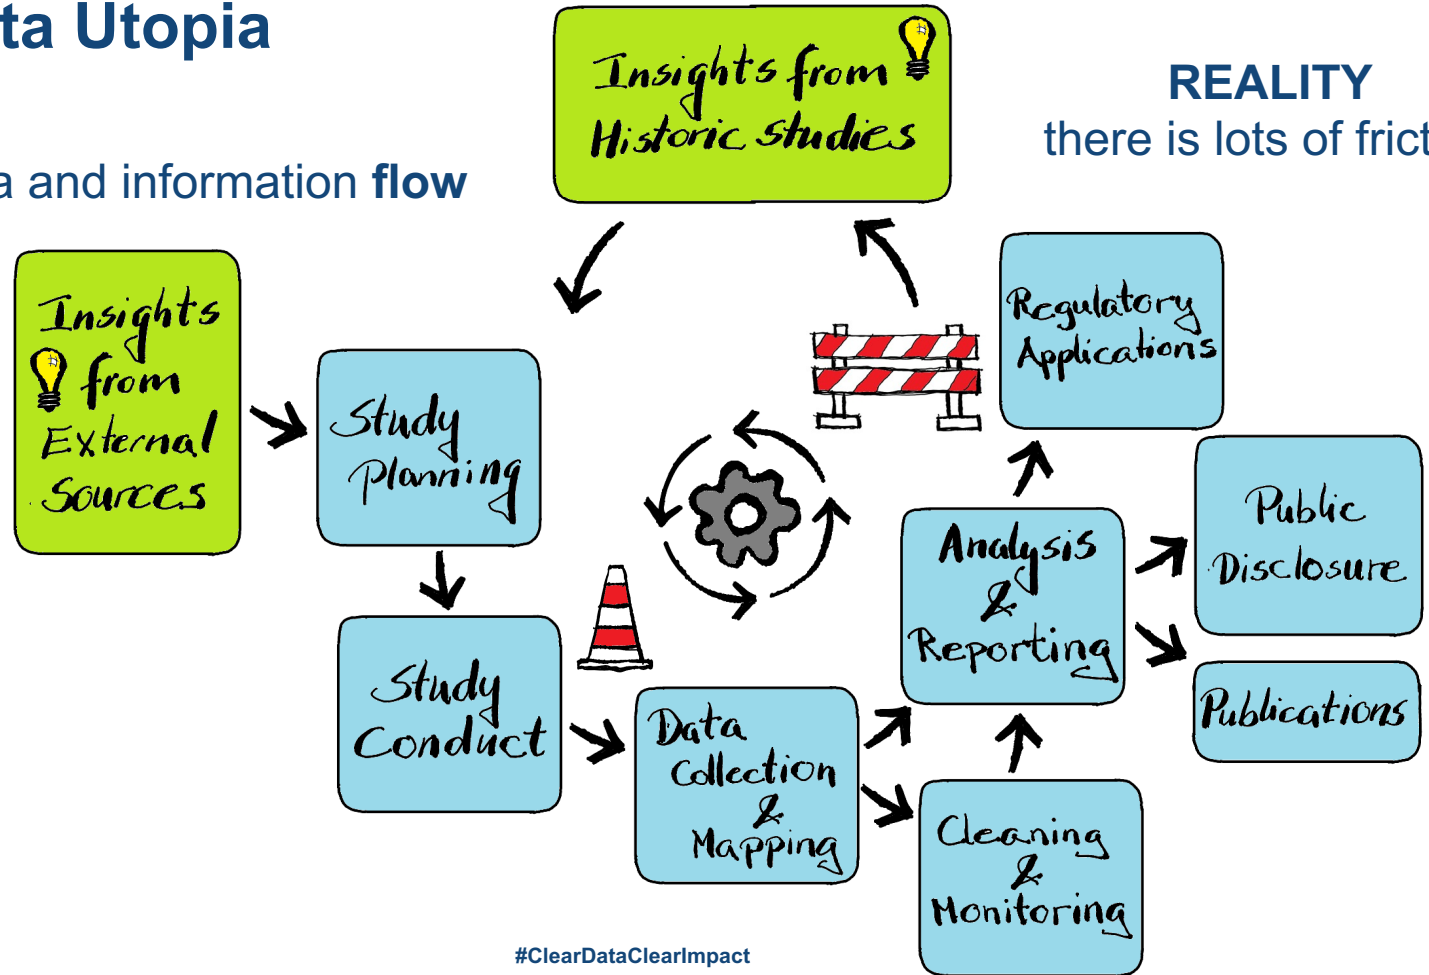 ta Utopia
a and information flow
REALITY
there is lots of frict
Insights from
Historic studies
Insights
from
External
Sources
Study
Planning
Study
Conduct
Data
Collection
&
Mapping
Cleaning
&
Monitoring
Analysis
&
Reporting
Regulatory
Applications
Public
Disclosure
Publications
#ClearDataClearImpact